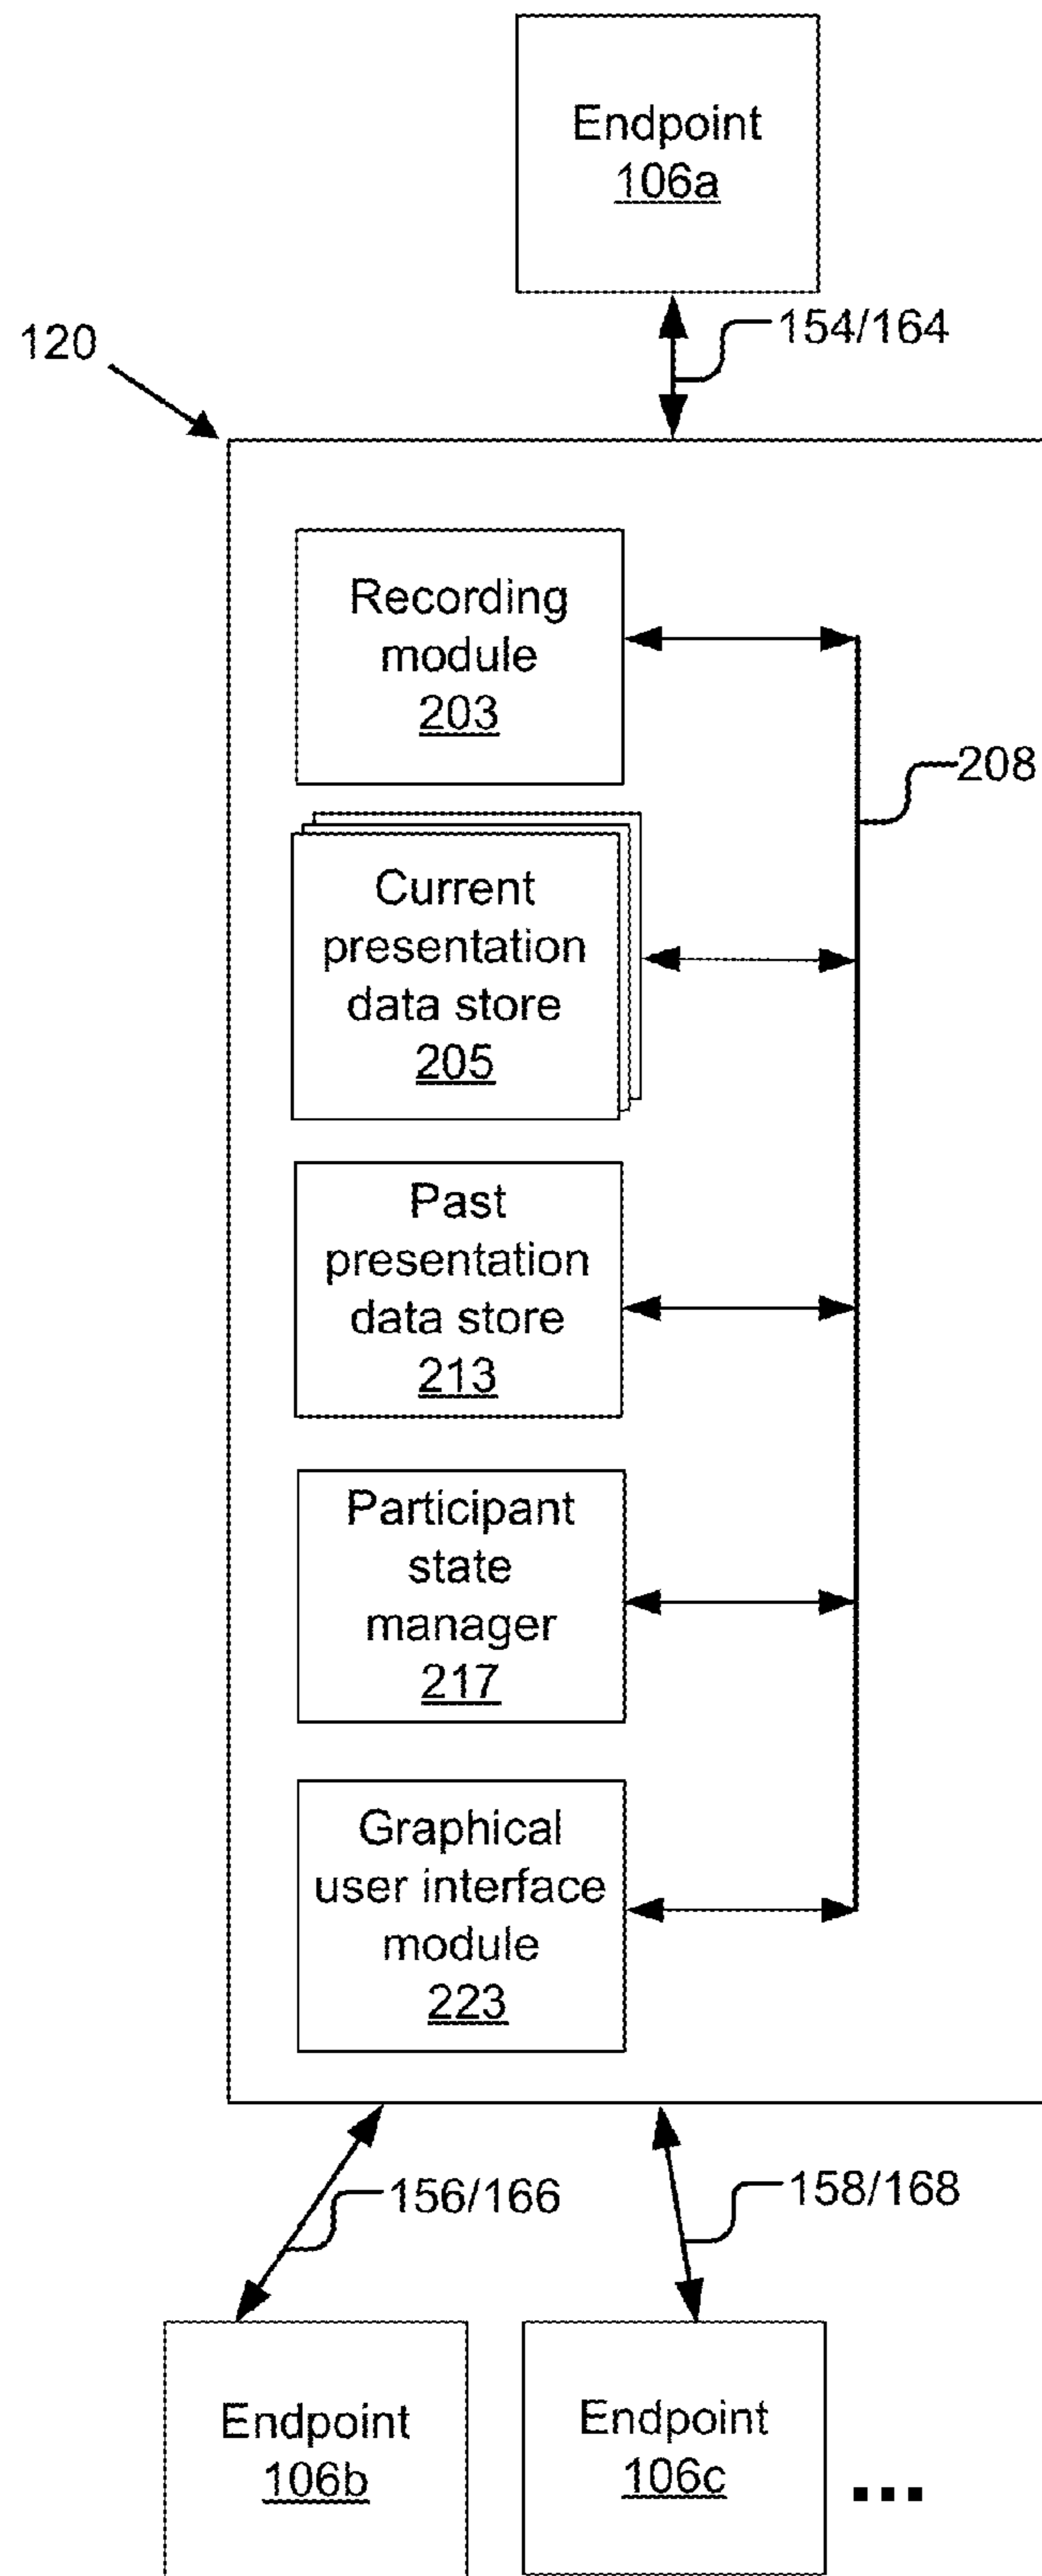 Endpoint
106a
154/164
120
Recording
module
203
208
Current
presentation
data store
205
Past
presentation
data store
213
Participant
state
manager
217
Graphical
user interface
module
223
156/166
158/168
Endpoint
106b
Endpoint
106c
...